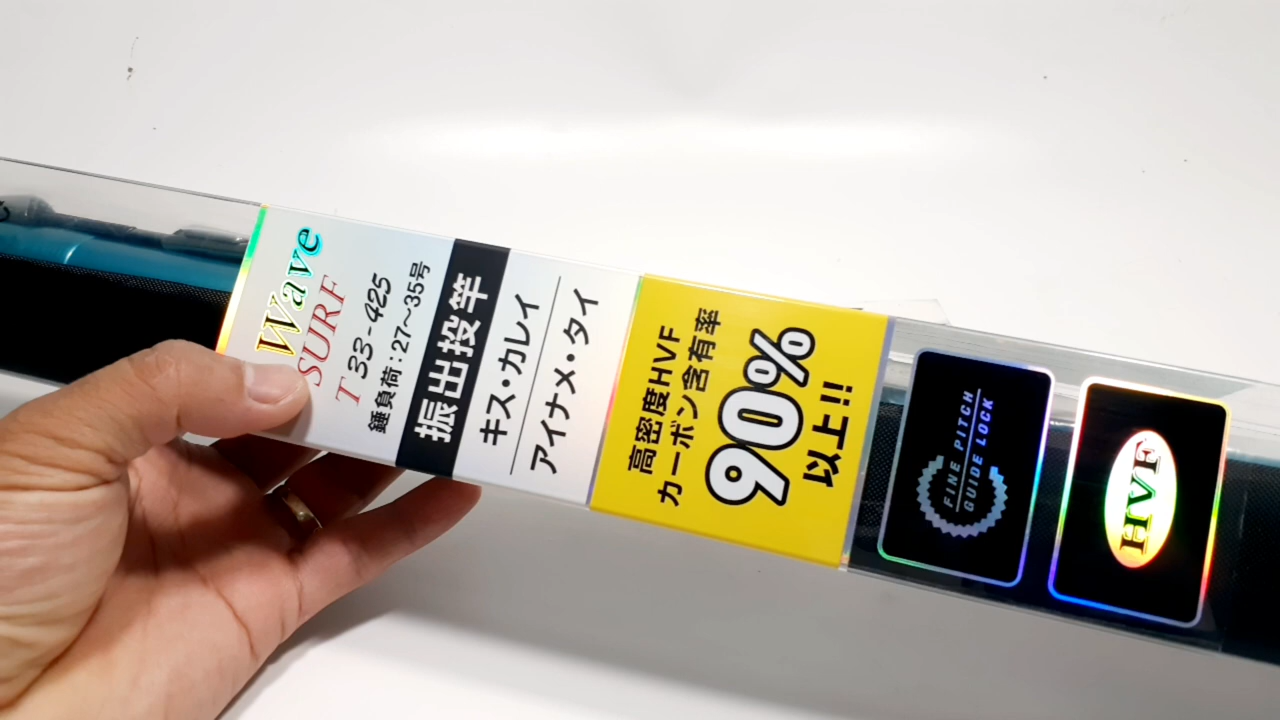 Wave
SURF
T 33-425
錘負荷:27〜35号
振出投竿
キス・カレイ
アイナメ・タイ
高密度HVF
カーボン含有率
90%
以上!!
FINE PITCH
GUIDE LOCK
HVF